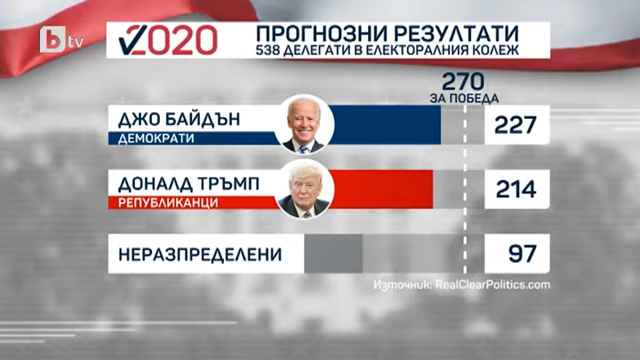 btv
2020
ПРОГНОЗНИ РЕЗУЛТАТИ
538 ДЕЛЕГАТИ В ЕЛЕКТОРАЛНИЯ КОЛЕЖ
270
ЗА ПОБЕДА
ДЖО БАЙДЪН
ДЕМОКРАТИ
227
ДОНАЛД ТРЪМП
РЕПУБЛИКАНЦИ
214
НЕРАЗПРЕДЕЛЕНИ
97
Източник: RealClearPolitics.com